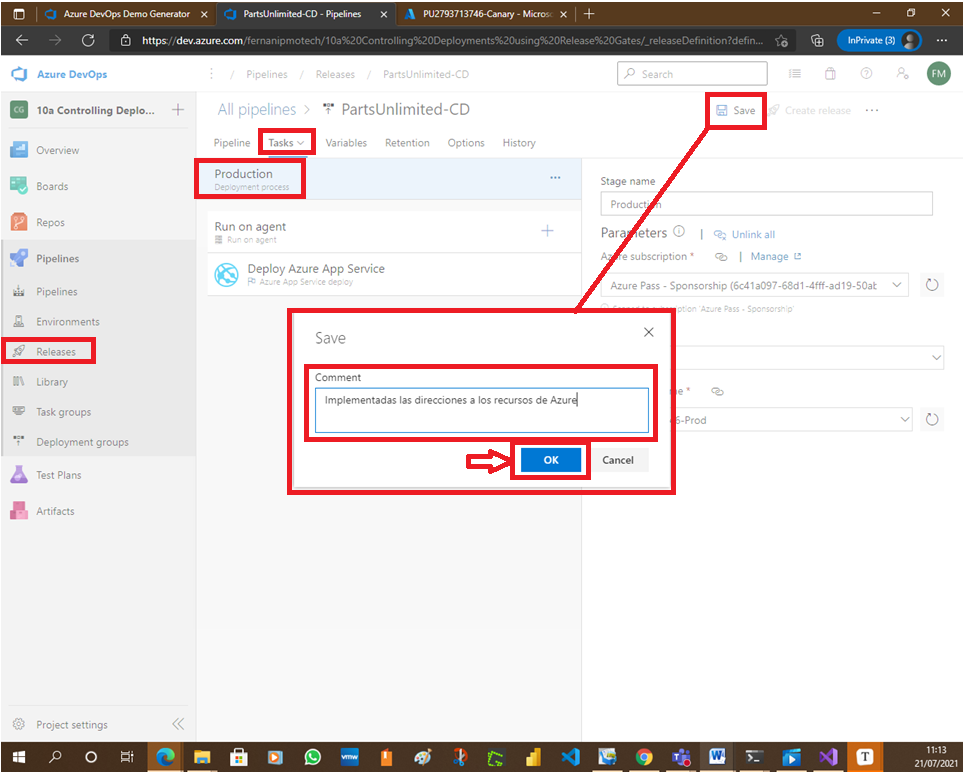 Azure DevOps Demo Generator
PartsUnlimited-CD - Pipelines
PU2793713746-Canary - Microso
https://dev.azure.com/fernanipmotech/10a%20Controlling%20Deployments%20using%20Release%20Gates/_releaseDefinition?defin...
InPrivate (3)
Azure DevOps
/ Pipelines / Releases / PartsUnlimited-CD
Search
FM
CG
10a Controlling Deplo...
All pipelines > PartsUnlimited-CD
Save
Create release
Pipeline
Tasks
Variables
Retention
Options
History
Overview
Boards
Repos
Pipelines
Pipelines
Environments
Releases
Library
Task groups
Deployment groups
Test Plans
Artifacts
Project settings
Production
Deployment process
Run on agent
Run on agent
Deploy Azure App Service
Azure App Service deploy
Stage name
Production
Parameters | Unlink all
Azure subscription * | Manage
Azure Pass - Sponsorship (6c41a097-68d1-4fff-ad19-50ab
subscription 'Azure Pass - Sponsorship'
6-Prod
Save
Comment
Implementadas las direcciones a los recursos de Azure
OK
Cancel
vmw
W
T
11:13
21/07/2021